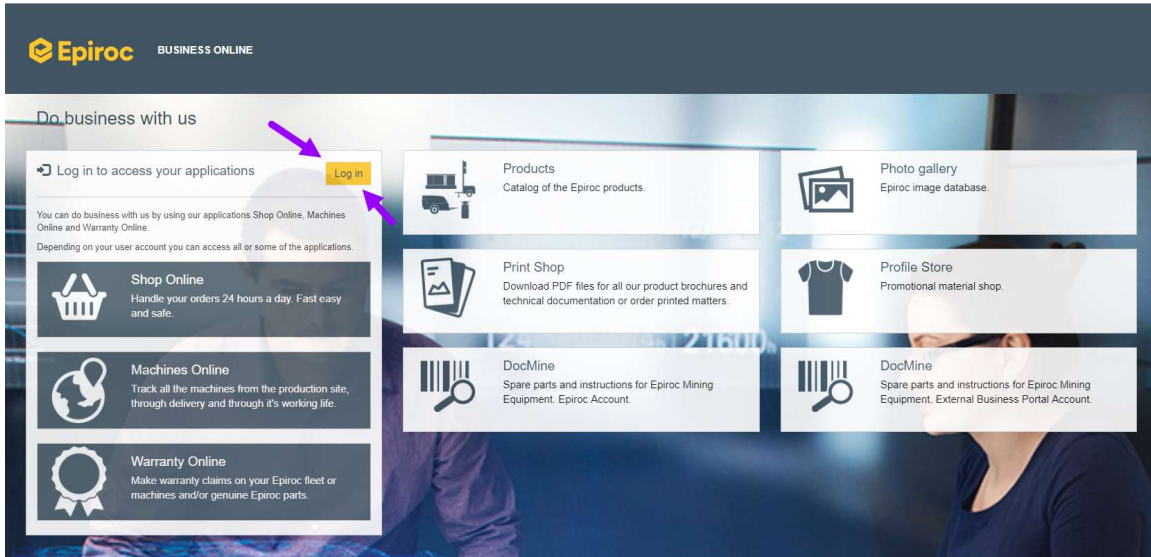 Epiroc
BUSINESS ONLINE
Do business with us
Log in to access your applications
Log in
You can do business with us by using our applications Shop Online, Machines
Online and Warranty Online.
Depending on your user account you can access all or some of the applications.
Shop Online
Handle your orders 24 hours a day. Fast easy
and safe.
Machines Online
Track all the machines from the production site,
through delivery and through it's working life.
Warranty Online
Make warranty claims on your Epiroc fleet or
machines and/or genuine Epiroc parts.
Products
Catalog of the Epiroc products.
Print Shop
Download PDF files for all our product brochures and
technical documentation or order printed matters.
DocMine
Spare parts and instructions for Epiroc Mining
Equipment. Epiroc Account.
Photo gallery
Epiroc image database.
Profile Store
Promotional material shop.
DocMine
Spare parts and instructions for Epiroc Mining
Equipment. External Business Portal Account.
21600h